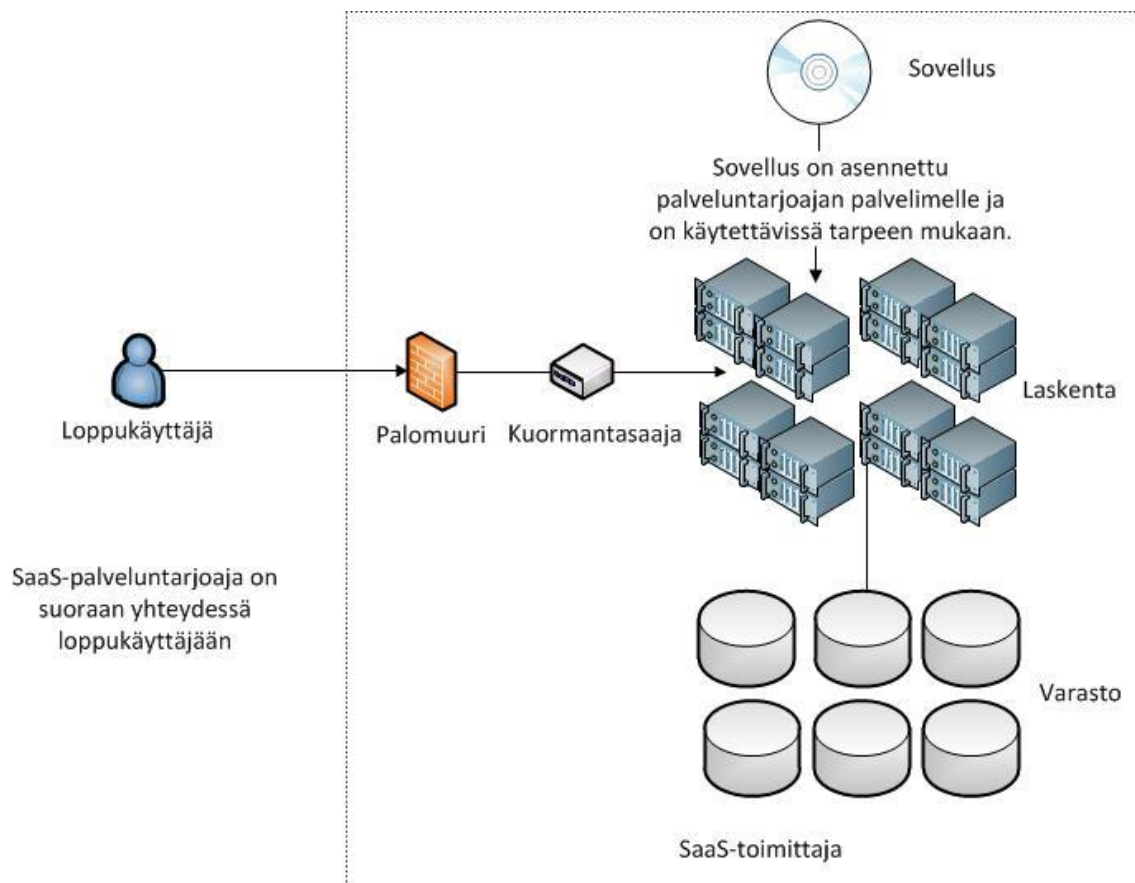 Sovellus
Sovellus on asennettu
palveluntarjoajan palvelimelle ja
on käytettävissä tarpeen mukaan.
Loppukäyttäjä
Palomuuri
Kuormantasaaja
Laskenta
SaaS-palveluntarjoaja on
suoraan yhteydessä
loppukäyttäjään
Varasto
SaaS-toimittaja